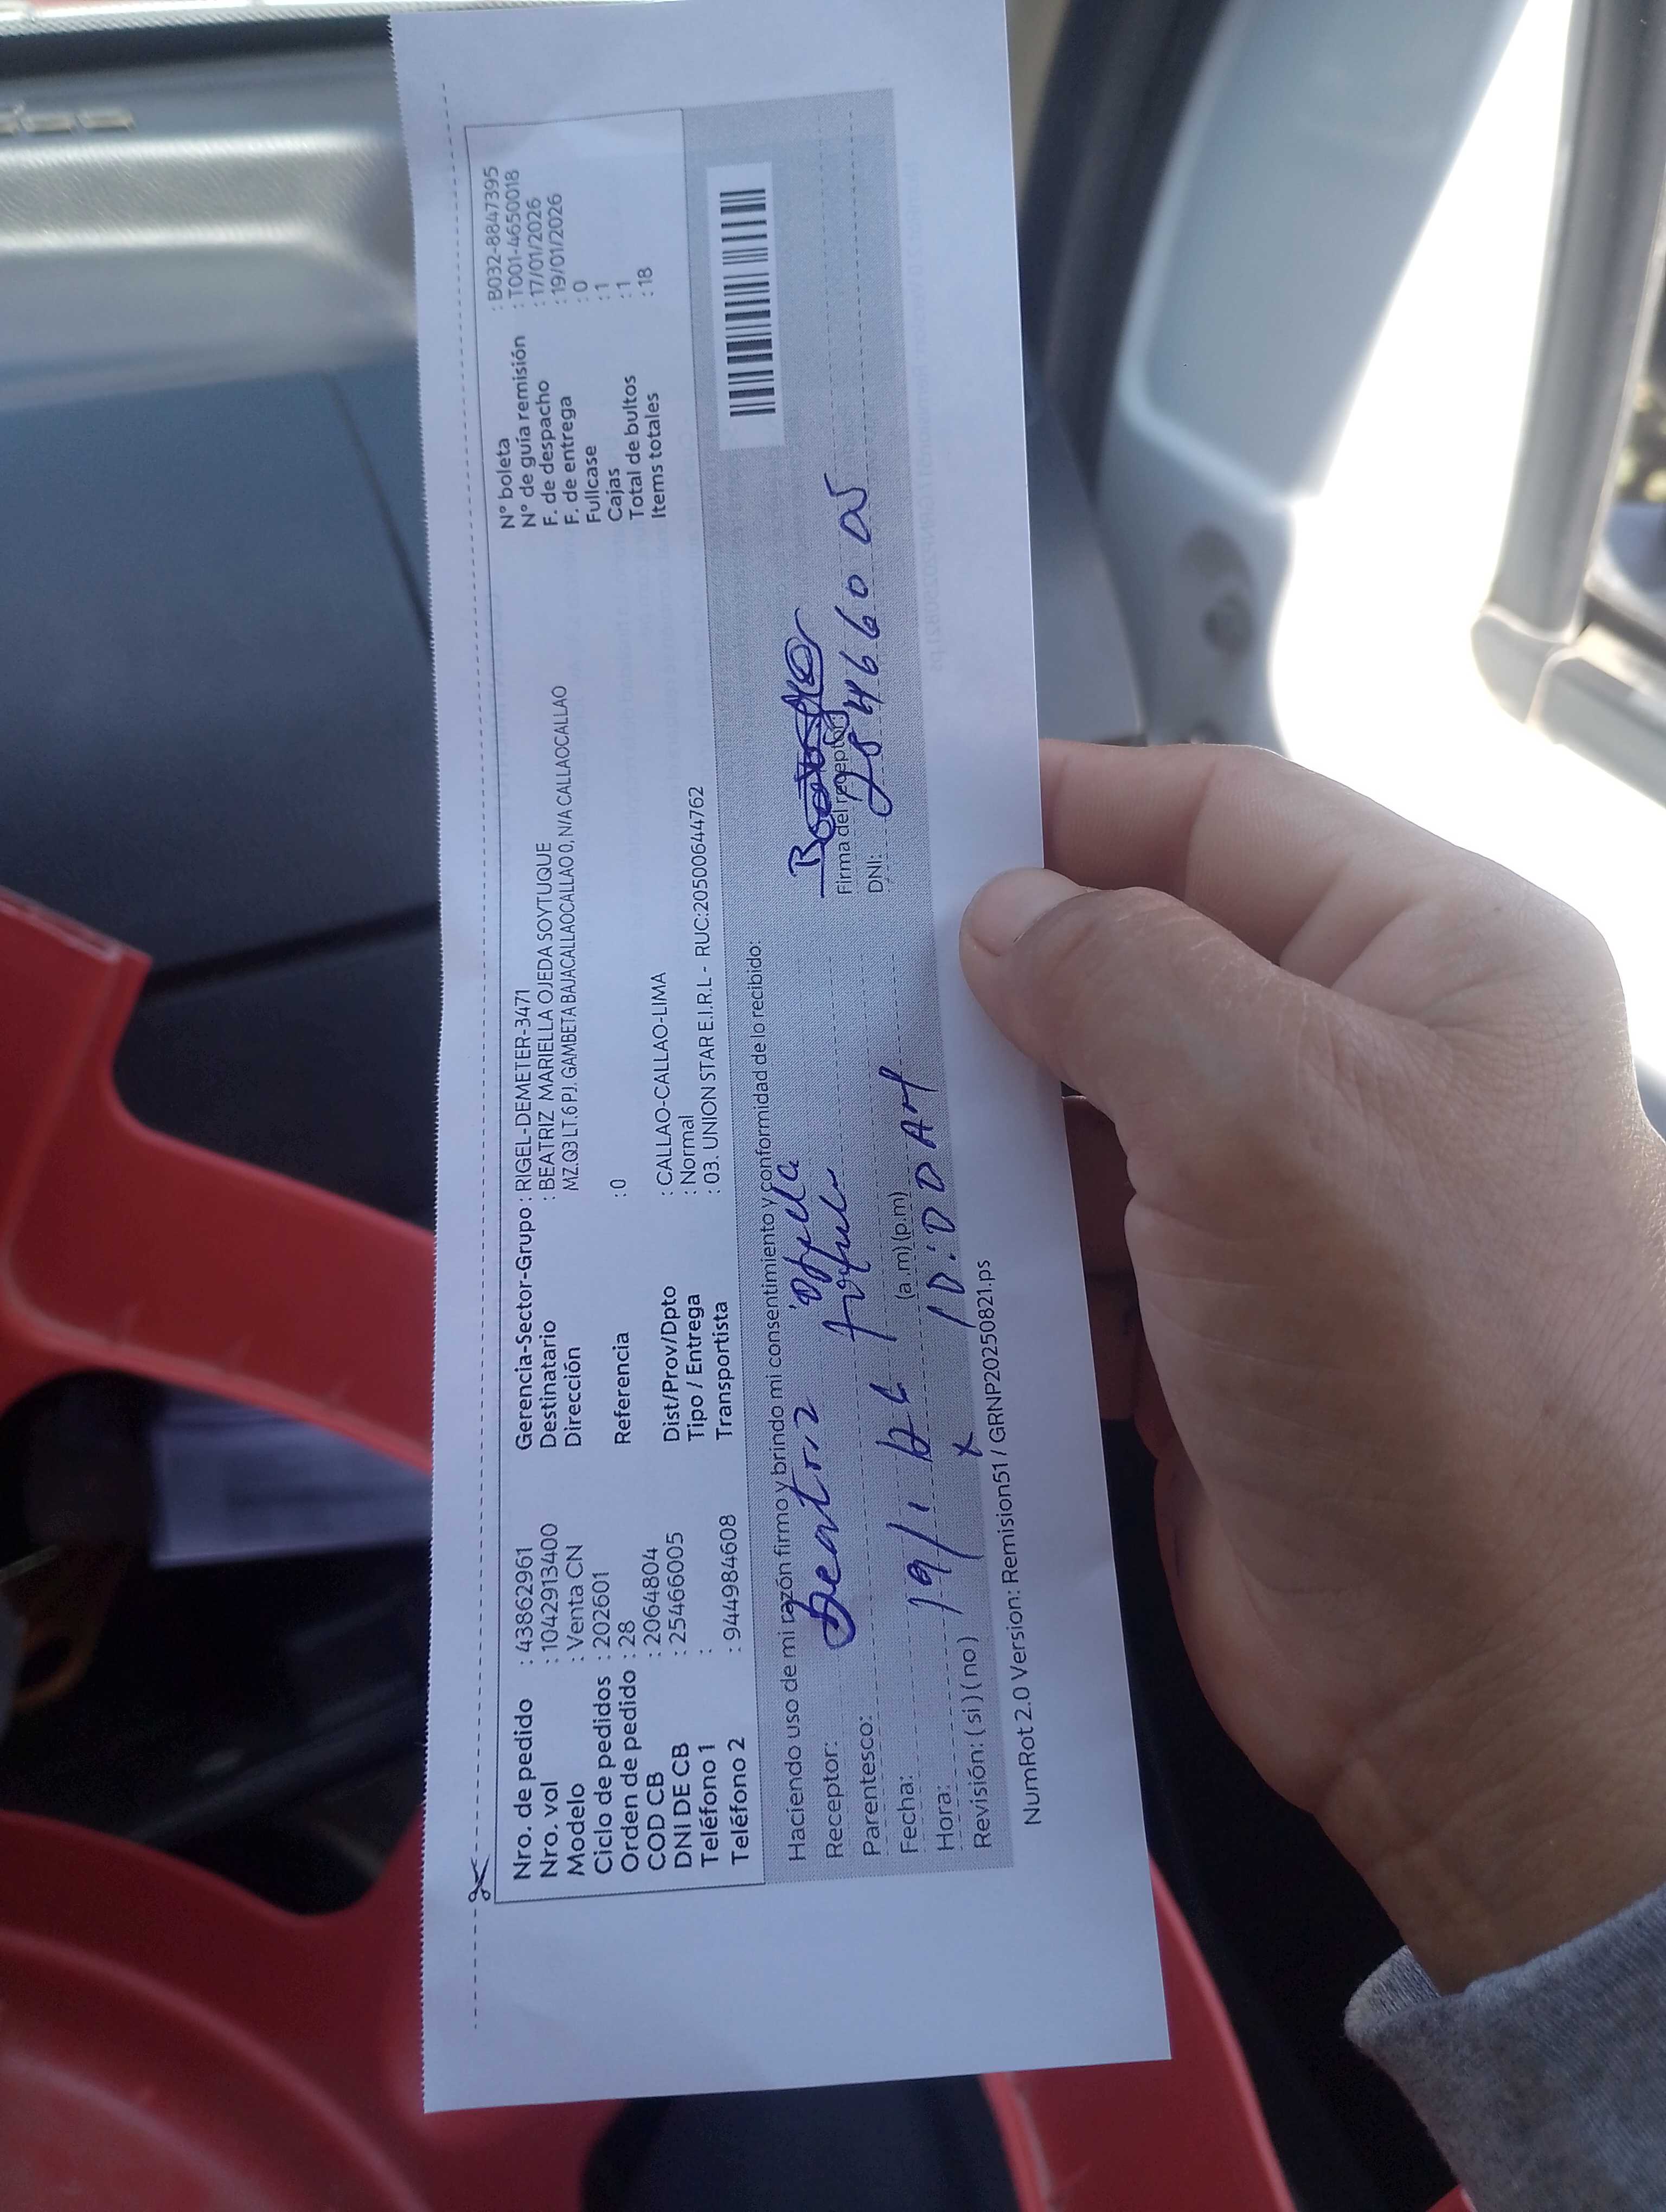 Nro. de pedido : 43862961
Nro. vol : 1042913400
Modelo : Venta CN
Ciclo de pedidos : 202601
Orden de pedido : 28
COD CB : 2064804
DNI DE CB : 25466005
Teléfono 1 :
Teléfono 2 : 944984608
Gerencia-Sector-Grupo : RIGEL-DEMETER-3471
Destinatario : BEATRIZ MARIELLA OJEDA SOYTUQUE
Dirección MZ.Q3 LT.6 PJ. GAMBETA BAJACALLAOCALLAO 0, N/A CALLAOCALLAO
Referencia : 0
Dist/Prov/Dpto : CALLAO-CALLAO-LIMA
Tipo / Entrega : Normal
Transportista : 03. UNION STAR E.I.R.L - RUC:20500644762
N° boleta : B032-8847395
N° de guía remisión : T001-4650018
F. de despacho : 17/01/2026
F. de entrega : 19/01/2026
Fullcase : 0
Cajas : 1
Total de bultos : 1
Items totales : 18
Haciendo uso de mi razón firmo y brindo mi consentimiento y conformidad de lo recibido:
Receptor: Beatriz
Parentesco:
Fecha: 19/1
Hora: 10:00 AM (a.m) (p.m)
Revisión: ( si ) ( no ) x
Firma del receptor:
DNI: 25466005
NumRot 2.0 Version: Remision51 / GRNP20250821.ps